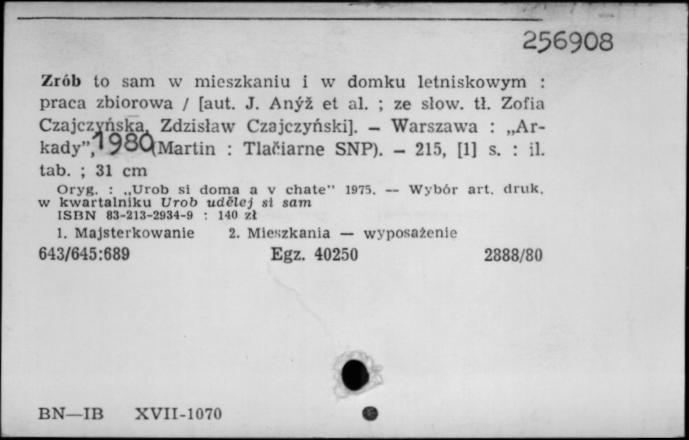 256908
Zrób to sam w mieszkaniu i w domku letniskowym :
praca zbiorowa / [aut. J. Anýž et al. ; ze słow. tł. Zofia
Czajczyńska, Zdzisław Czajczyński]. — Warszawa : „Ar-
kady”, 1980 (Martin : Tlačiarne SNP). — 215, [1] s. : il.
tab. ; 31 cm
Oryg. : „Urob si doma a v chate” 1975. — Wybór art. druk.
w kwartalniku Urob udělej si sam
ISBN 83-213-2934-9 : 140 zł
1. Majsterkowanie 2. Mieszkania — wyposażenie
643/645:689 Egz. 40250 2888/80
BN—IB XVII-1070